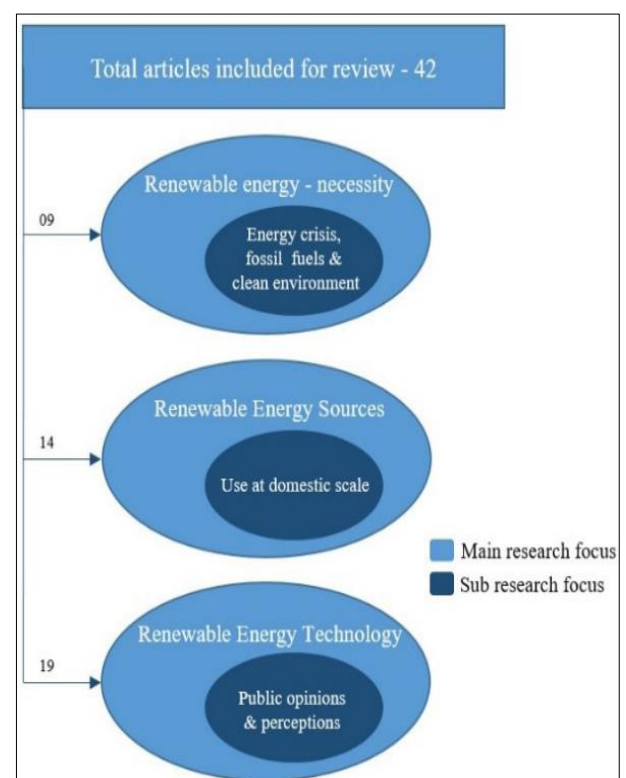 Total articles included for review - 42
Renewable energy - necessity
09
Energy crisis,
fossil fuels &
clean environment
Renewable Energy Sources
14
Use at domestic scale
Main research focus
Sub research focus
Renewable Energy Technology
19
Public opinions
& perceptions